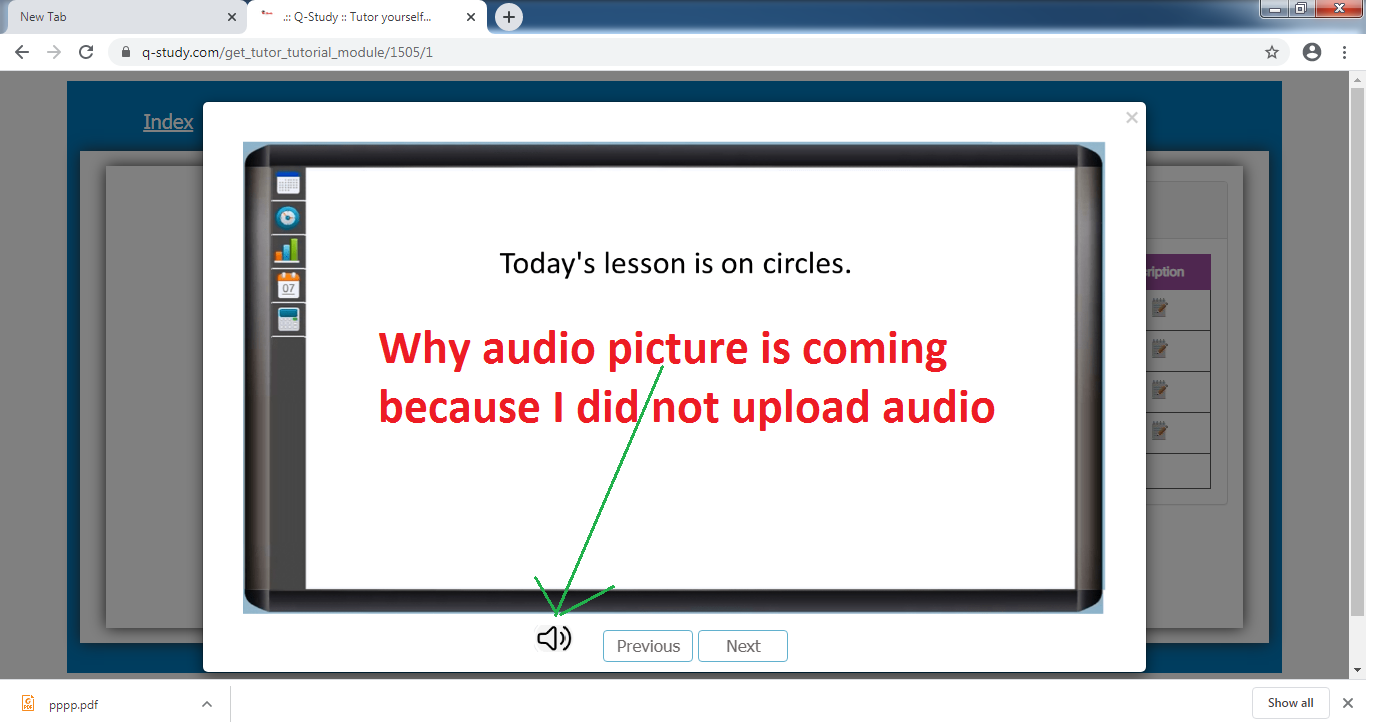 New Tab
.:: Q-Study :: Tutor yourself...
q-study.com/get_tutor_tutorial_module/1505/1
Index
ription
07
Today's lesson is on circles.
Why audio picture is coming
because I did not upload audio
Previous
Next
pppp.pdf
Show all